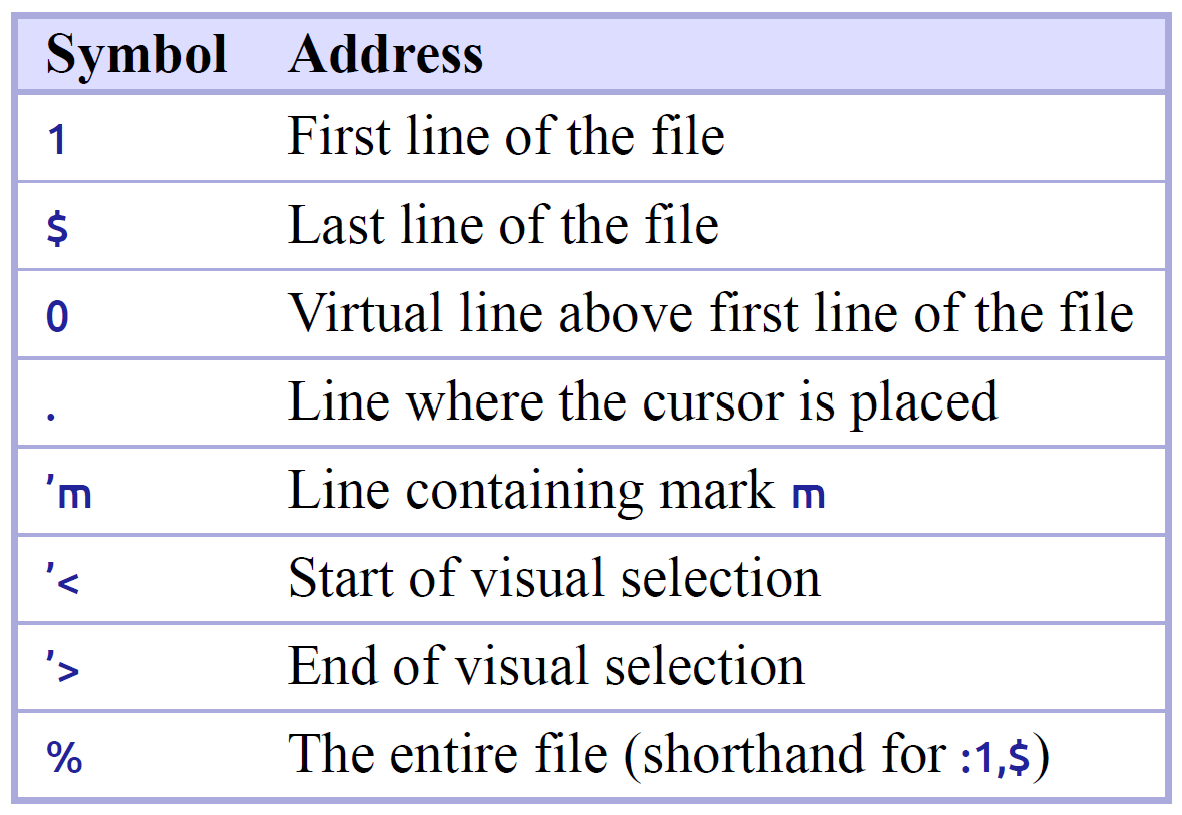 Symbol Address
1 First line of the file
$ Last line of the file
0 Virtual line above first line of the file
. Line where the cursor is placed
'm Line containing mark m
'< Start of visual selection
'> End of visual selection
% The entire file (shorthand for :1,$)